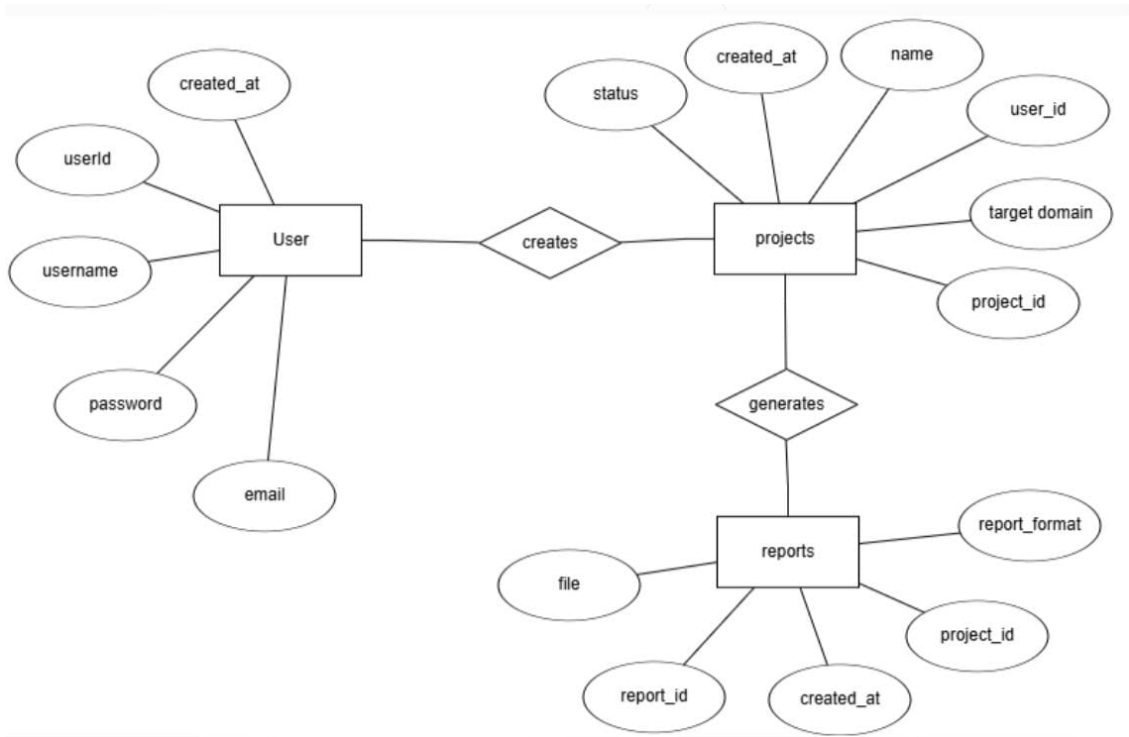 created_at
name
created_at
status
user_id
userId
target domain
User
creates
projects
username
project_id
password
generates
email
report_format
reports
file
project_id
report_id
created_at